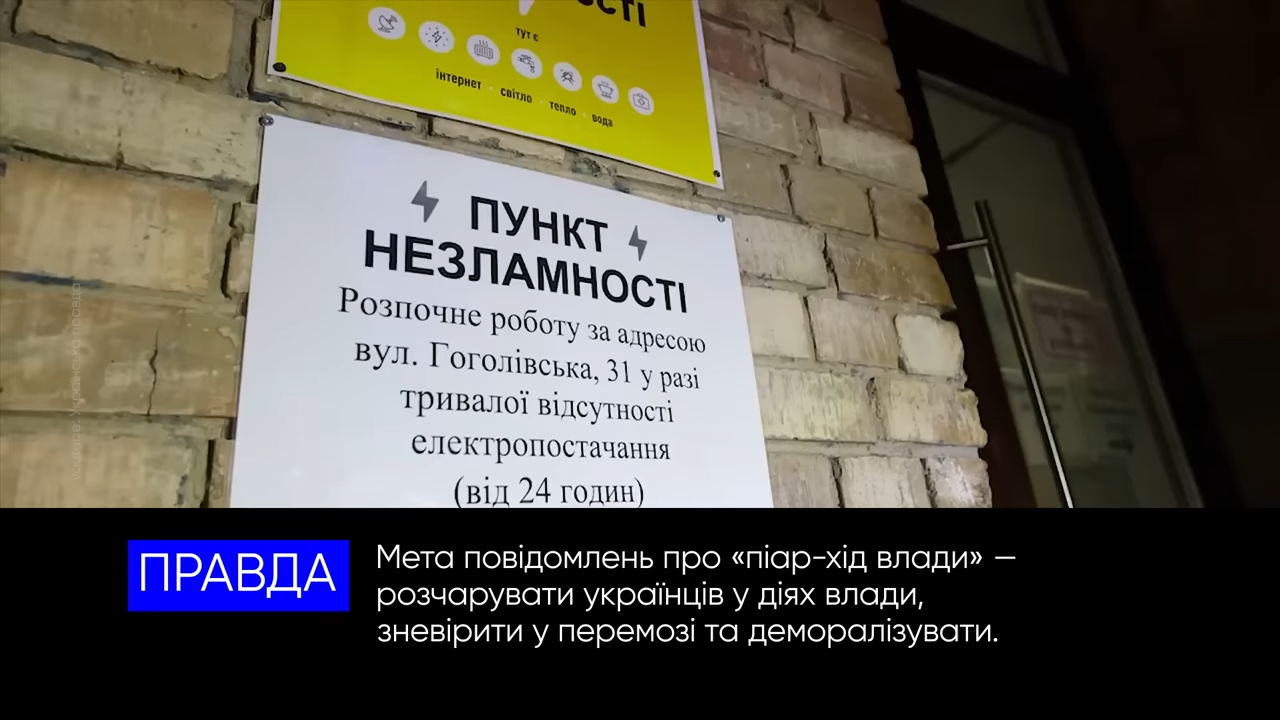 тут є
інтернет світло тепло вода
ПУНКТ
НЕЗЛАМНОСТІ
Розпочне роботу за адресою
вул. Гоголівська, 31 у разі
тривалої відсутності
електропостачання
(від 24 годин)
ПРАВДА
Мета повідомлень про «піар-хід влади» —
розчарувати українців у діях влади,
зневірити у перемозі та деморалізувати.